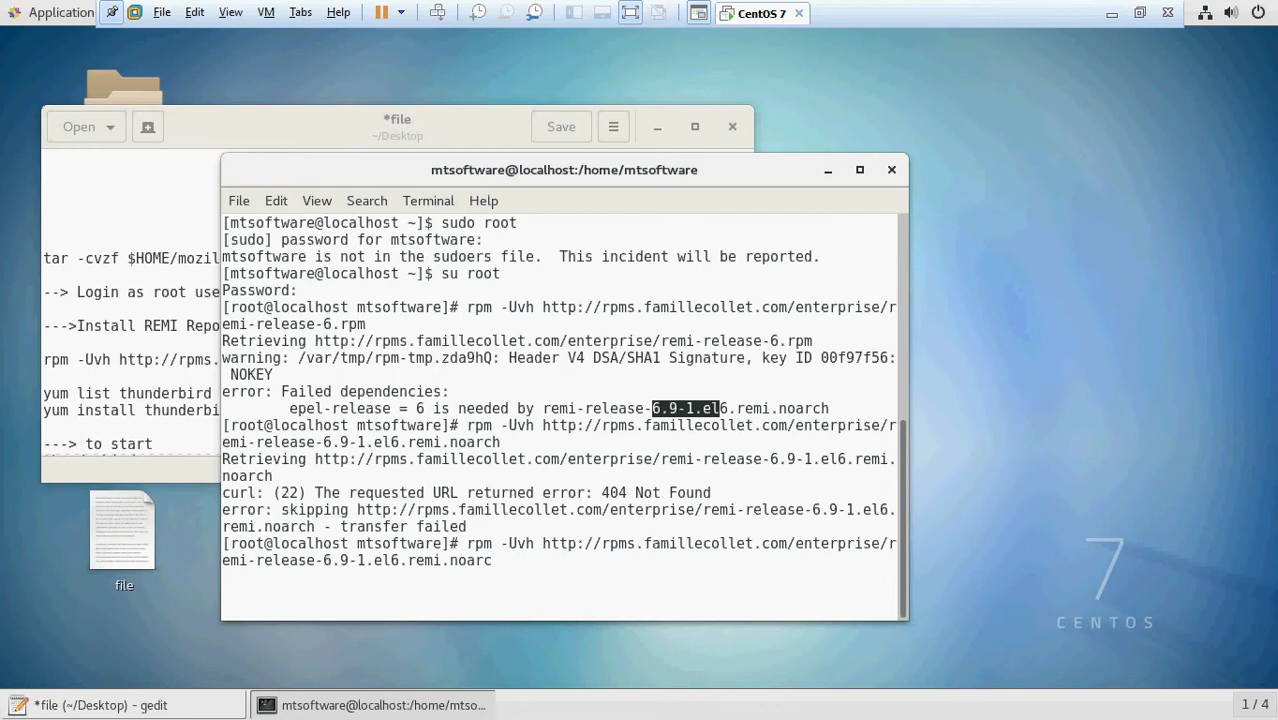 Applications
File Edit View VM Tabs Help
CentOS 7
Open
*file
~/Desktop
Save
tar -cvzf $HOME/mozil
--> Login as root use
--->Install REMI Repo
rpm -Uvh http://rpms.
yum list thunderbird
yum install thunderbi
---> to start
mtsoftware@localhost:/home/mtsoftware
File Edit View Search Terminal Help
[mtsoftware@localhost ~]$ sudo root
[sudo] password for mtsoftware:
mtsoftware is not in the sudoers file.  This incident will be reported.
[mtsoftware@localhost ~]$ su root
Password:
[root@localhost mtsoftware]# rpm -Uvh http://rpms.famillecollet.com/enterprise/r
emi-release-6.rpm
Retrieving http://rpms.famillecollet.com/enterprise/remi-release-6.rpm
warning: /var/tmp/rpm-tmp.zda9hQ: Header V4 DSA/SHA1 Signature, key ID 00f97f56:
 NOKEY
error: Failed dependencies:
        epel-release = 6 is needed by remi-release-6.9-1.el6.remi.noarch
[root@localhost mtsoftware]# rpm -Uvh http://rpms.famillecollet.com/enterprise/r
emi-release-6.9-1.el6.remi.noarch
Retrieving http://rpms.famillecollet.com/enterprise/remi-release-6.9-1.el6.remi.
noarch
curl: (22) The requested URL returned error: 404 Not Found
error: skipping http://rpms.famillecollet.com/enterprise/remi-release-6.9-1.el6.
remi.noarch - transfer failed
[root@localhost mtsoftware]# rpm -Uvh http://rpms.famillecollet.com/enterprise/r
emi-release-6.9-1.el6.remi.noarc
file
7
CENTOS
*file (~/Desktop) - gedit
mtsoftware@localhost:/home/mtso...
1 / 4